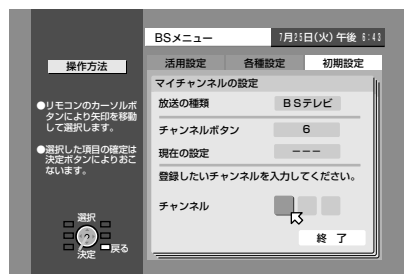 BSメニュー
7月25日(火) 午後 6:43
操作方法
活用設定 各種設定 初期設定
マイチャンネルの設定
放送の種類 BSテレビ
チャンネルボタン 6
現在の設定 ---
登録したいチャンネルを入力してください。
チャンネル
終 了
●リモコンのカーソルボ
タンにより矢印を移動
して選択します。
●選択した項目の確定は
決定ボタンによりおこ
ないます。
選択
戻る
決定